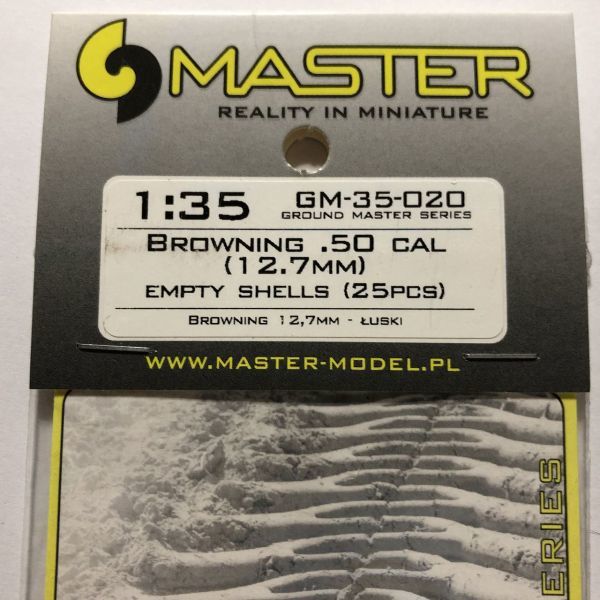 MASTER
REALITY IN MINIATURE
1:35 GM-35-020
GROUND MASTER SERIES
BROWNING .50 CAL
(12.7MM)
EMPTY SHELLS (25PCS)
BROWNING 12,7MM - ŁUSKI
WWW.MASTER-MODEL.PL
ERIES